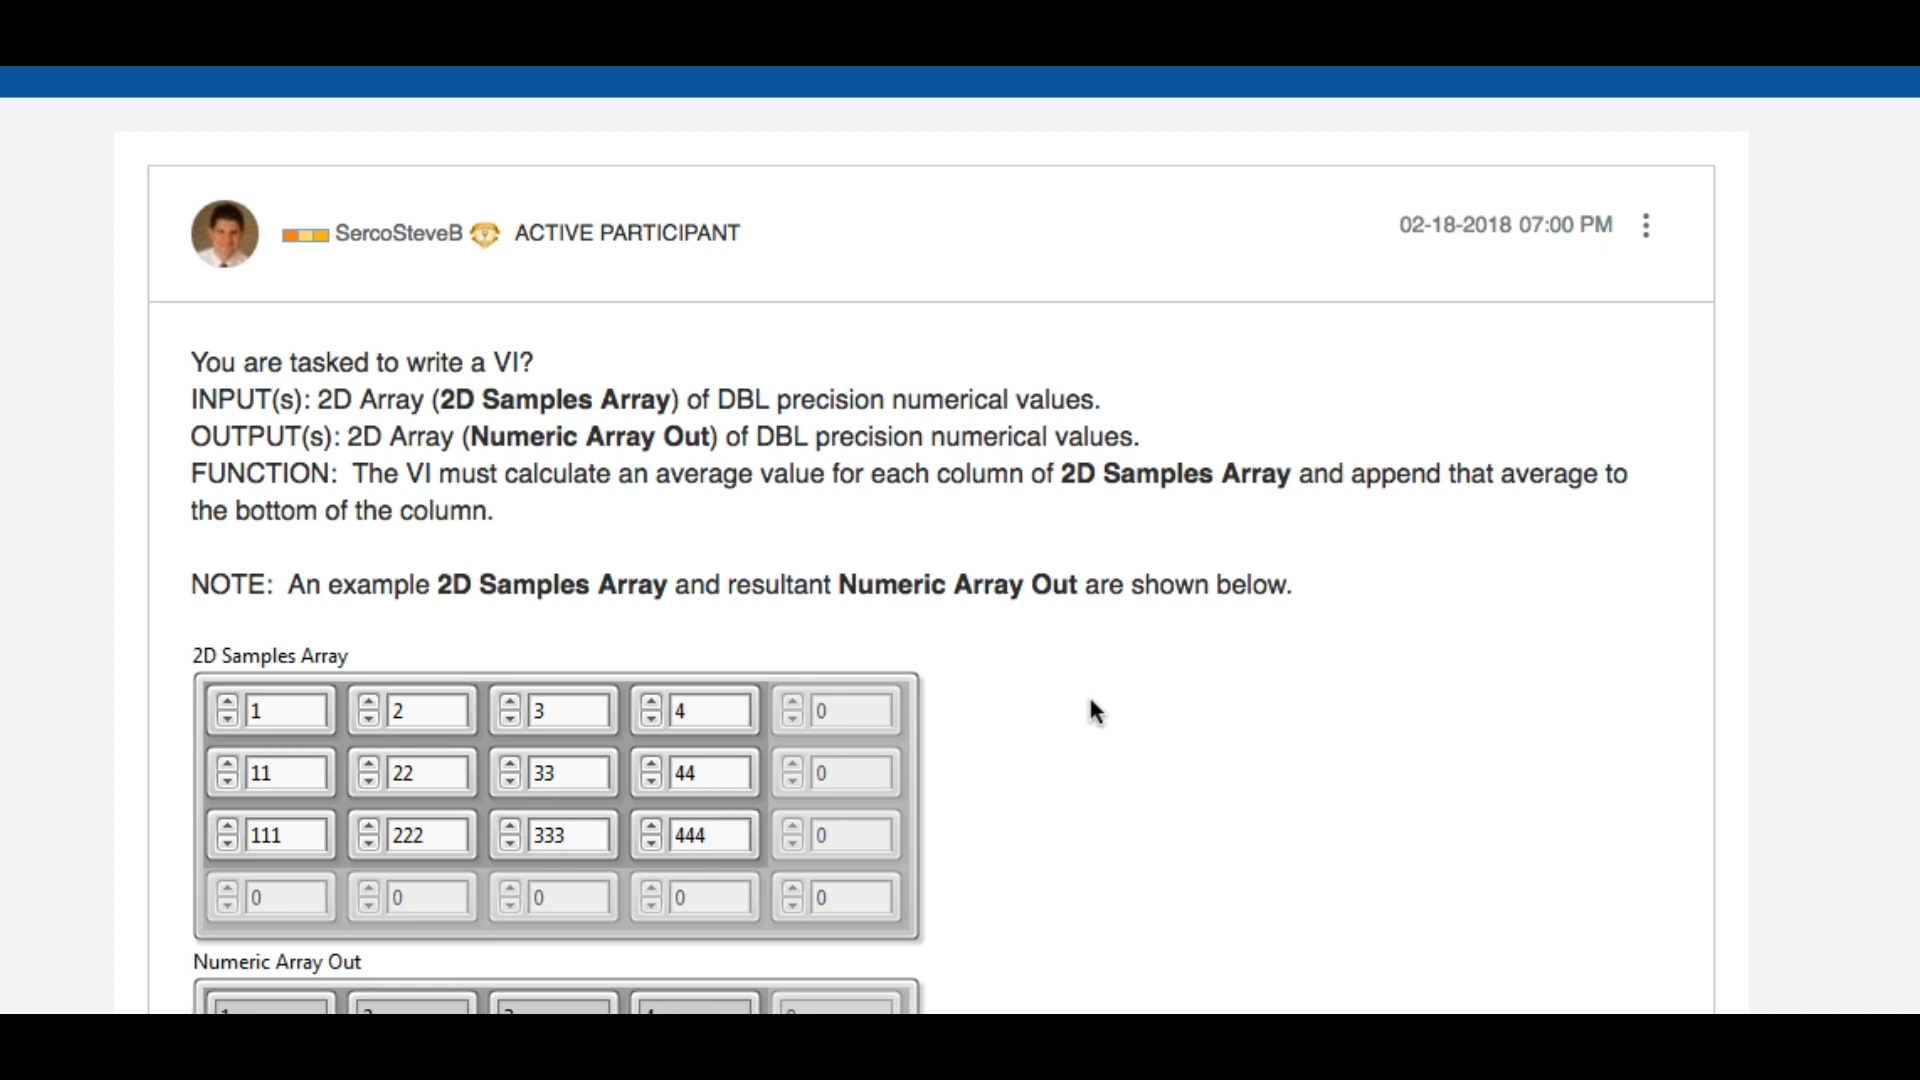 SercoSteveB ACTIVE PARTICIPANT
02-18-2018 07:00 PM
You are tasked to write a VI?
INPUT(s): 2D Array (2D Samples Array) of DBL precision numerical values.
OUTPUT(s): 2D Array (Numeric Array Out) of DBL precision numerical values.
FUNCTION:  The VI must calculate an average value for each column of 2D Samples Array and append that average to
the bottom of the column.
NOTE:  An example 2D Samples Array and resultant Numeric Array Out are shown below.
2D Samples Array
1 2 3 4 0
11 22 33 44 0
111 222 333 444 0
0 0 0 0 0
Numeric Array Out